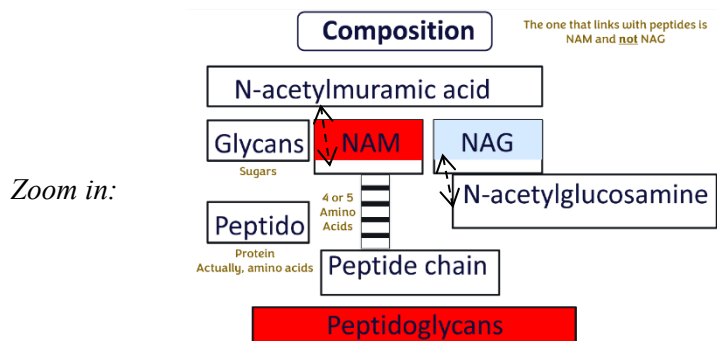 Composition
The one that links with peptides is
NAM and not NAG
N-acetylmuramic acid
Glycans
NAM
NAG
Sugars
Zoom in:
N-acetylglucosamine
4 or 5
Amino
Acids
Peptido
Protein
Actually, amino acids
Peptide chain
Peptidoglycans